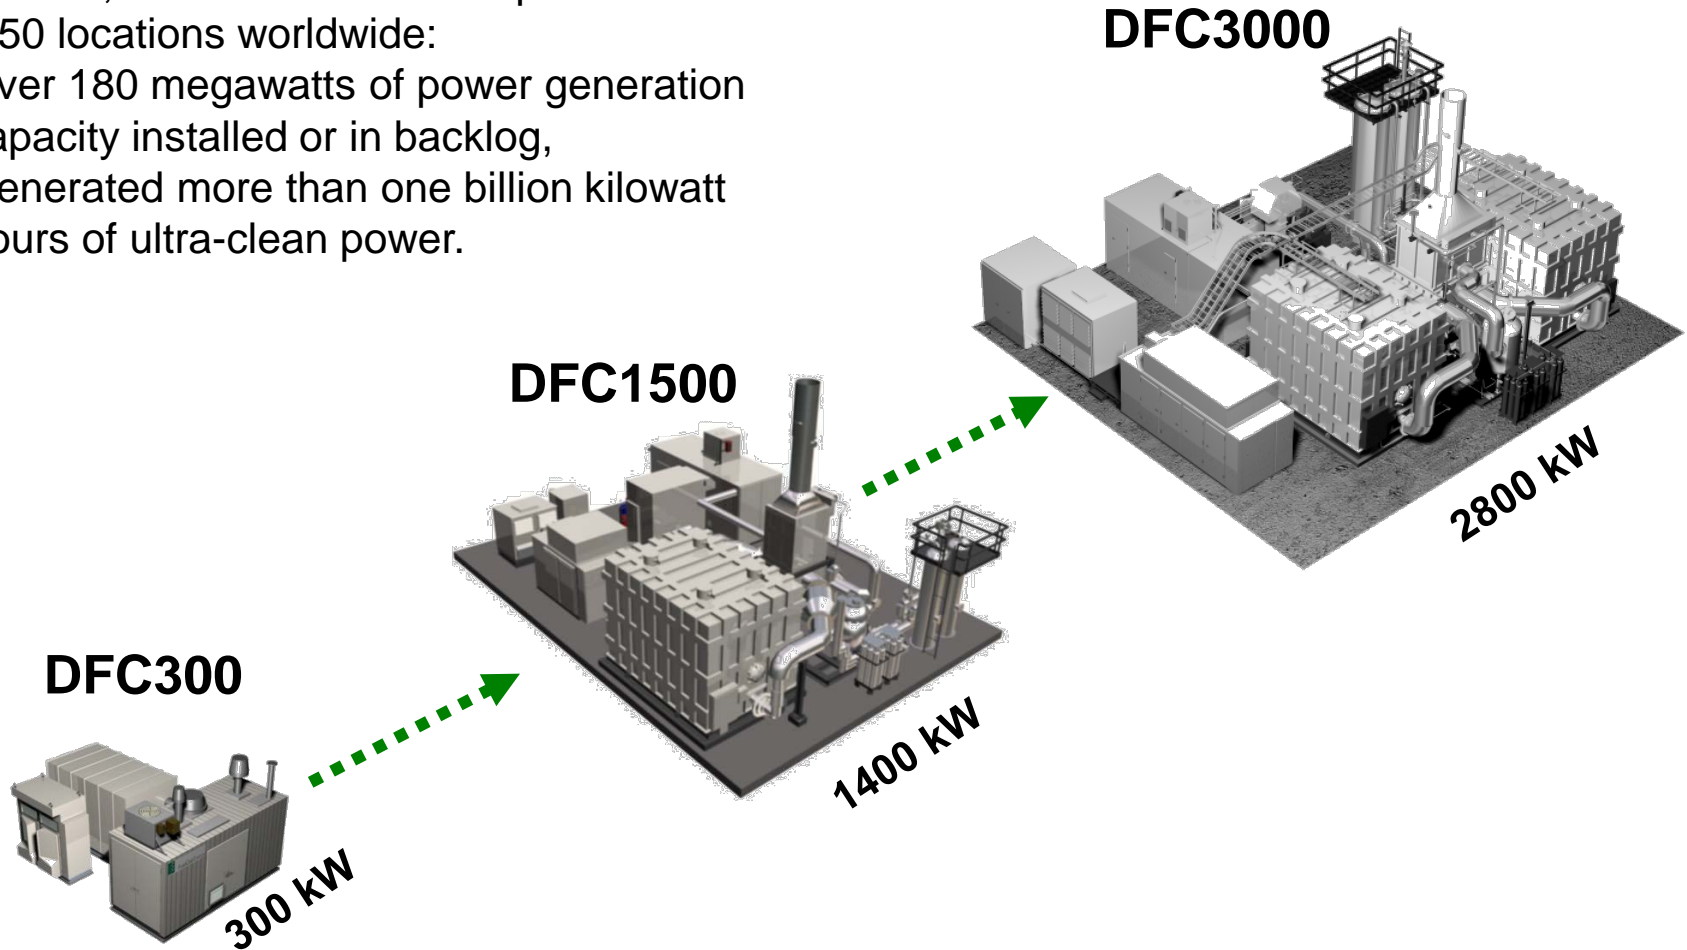 50 locations worldwide:
ver 180 megawatts of power generation
apacity installed or in backlog,
enerated more than one billion kilowatt
ours of ultra-clean power.
DFC3000
2800 kW
DFC1500
1400 kW
DFC300
300 kW